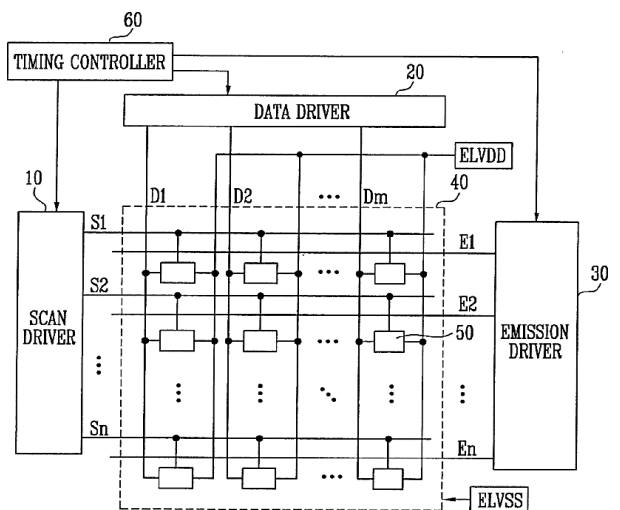 60
TIMING CONTROLLER
20
DATA DRIVER
ELVDD
10
D1 D2 ... Dm
40
S1
E1
S2
E2
30
SCAN
DRIVER
50
EMISSION
DRIVER
Sn
En
ELVSS